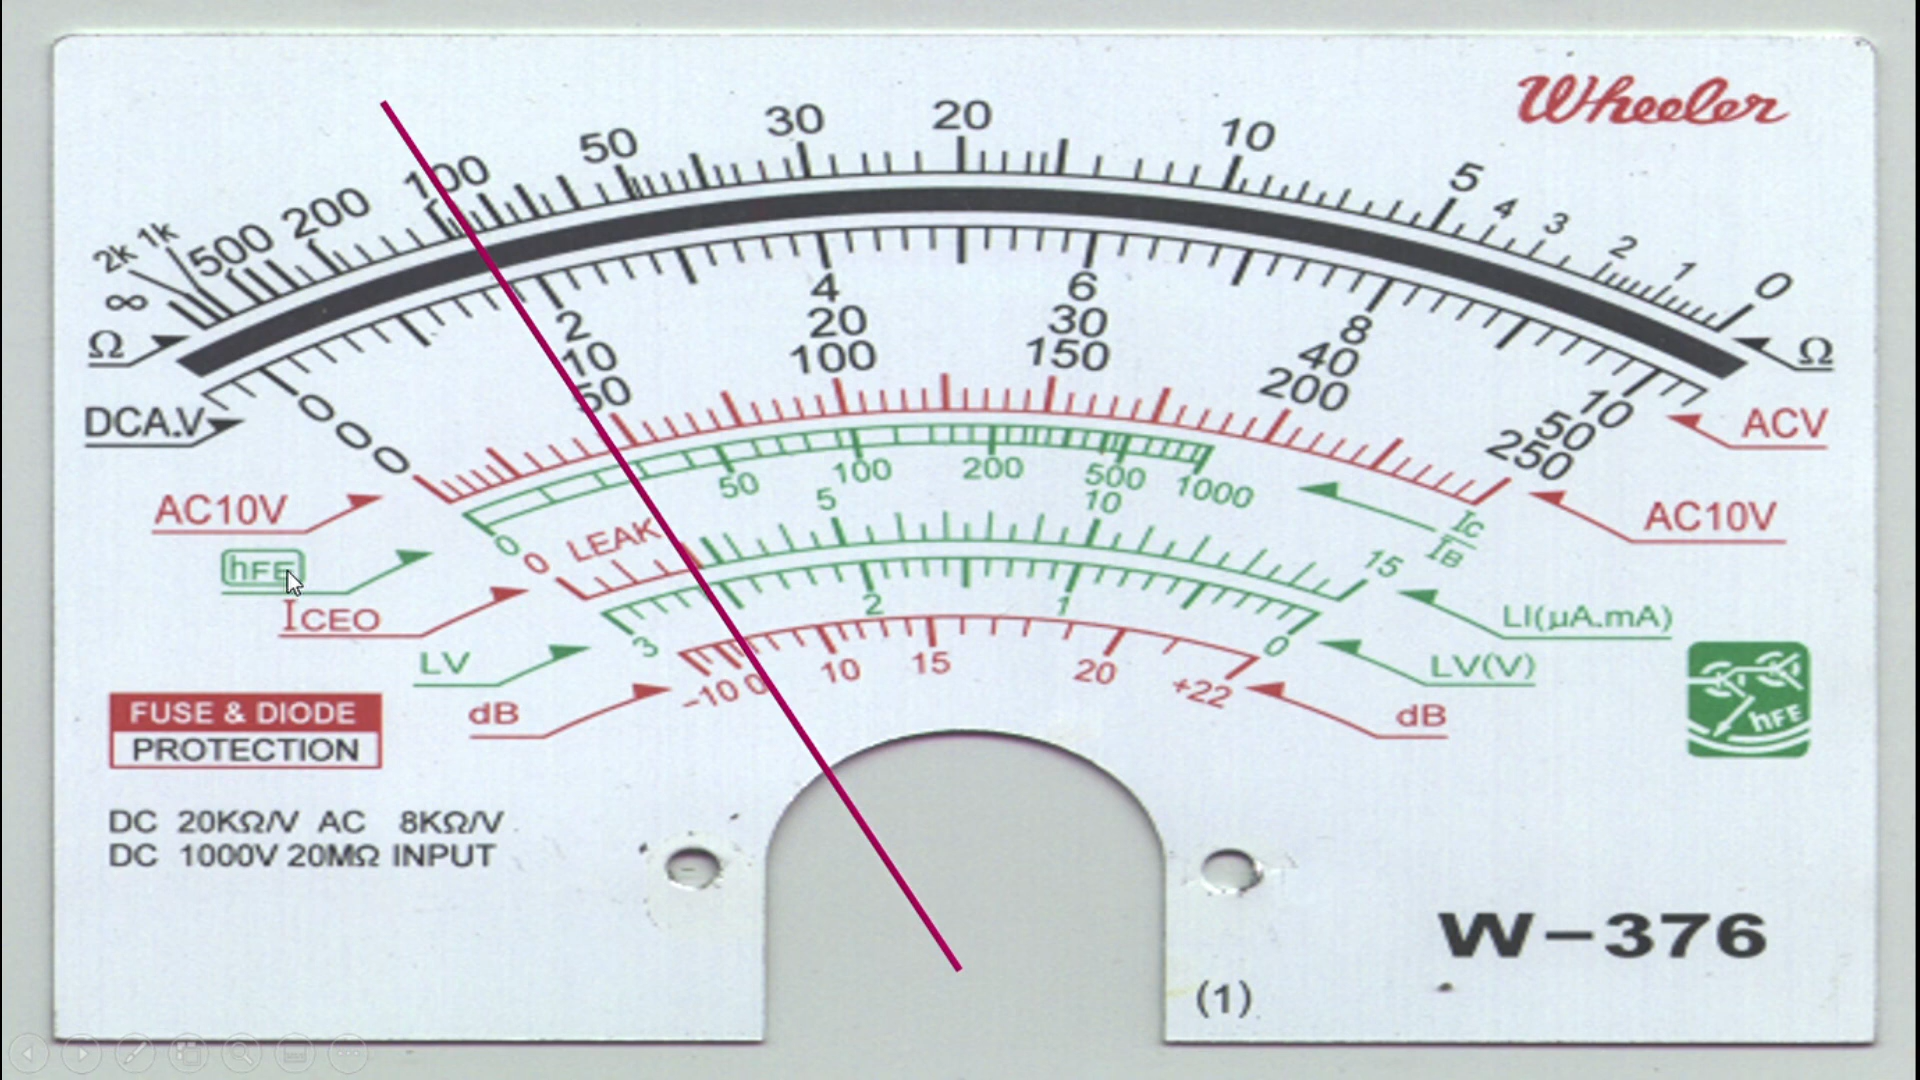 Wheeler
2k 1k 500 200 100 50 30 20 10 5 4 3 2 1 0
∞
Ω Ω
DCA.V ACV
0 2 4 6 8 10
0 10 20 30 40 50
0 50 100 150 200 250
AC10V AC10V
0 50 100 200 500 1000
hFE Ic
IB
0 LEAK 5 10 15
ICEO LI(µA.mA)
3 2 1 0
LV LV(V)
-10 0 10 15 20 +22
dB dB
FUSE & DIODE
PROTECTION
hFE
DC 20KΩ/V AC 8KΩ/V
DC 1000V 20MΩ INPUT
W-376
(1)